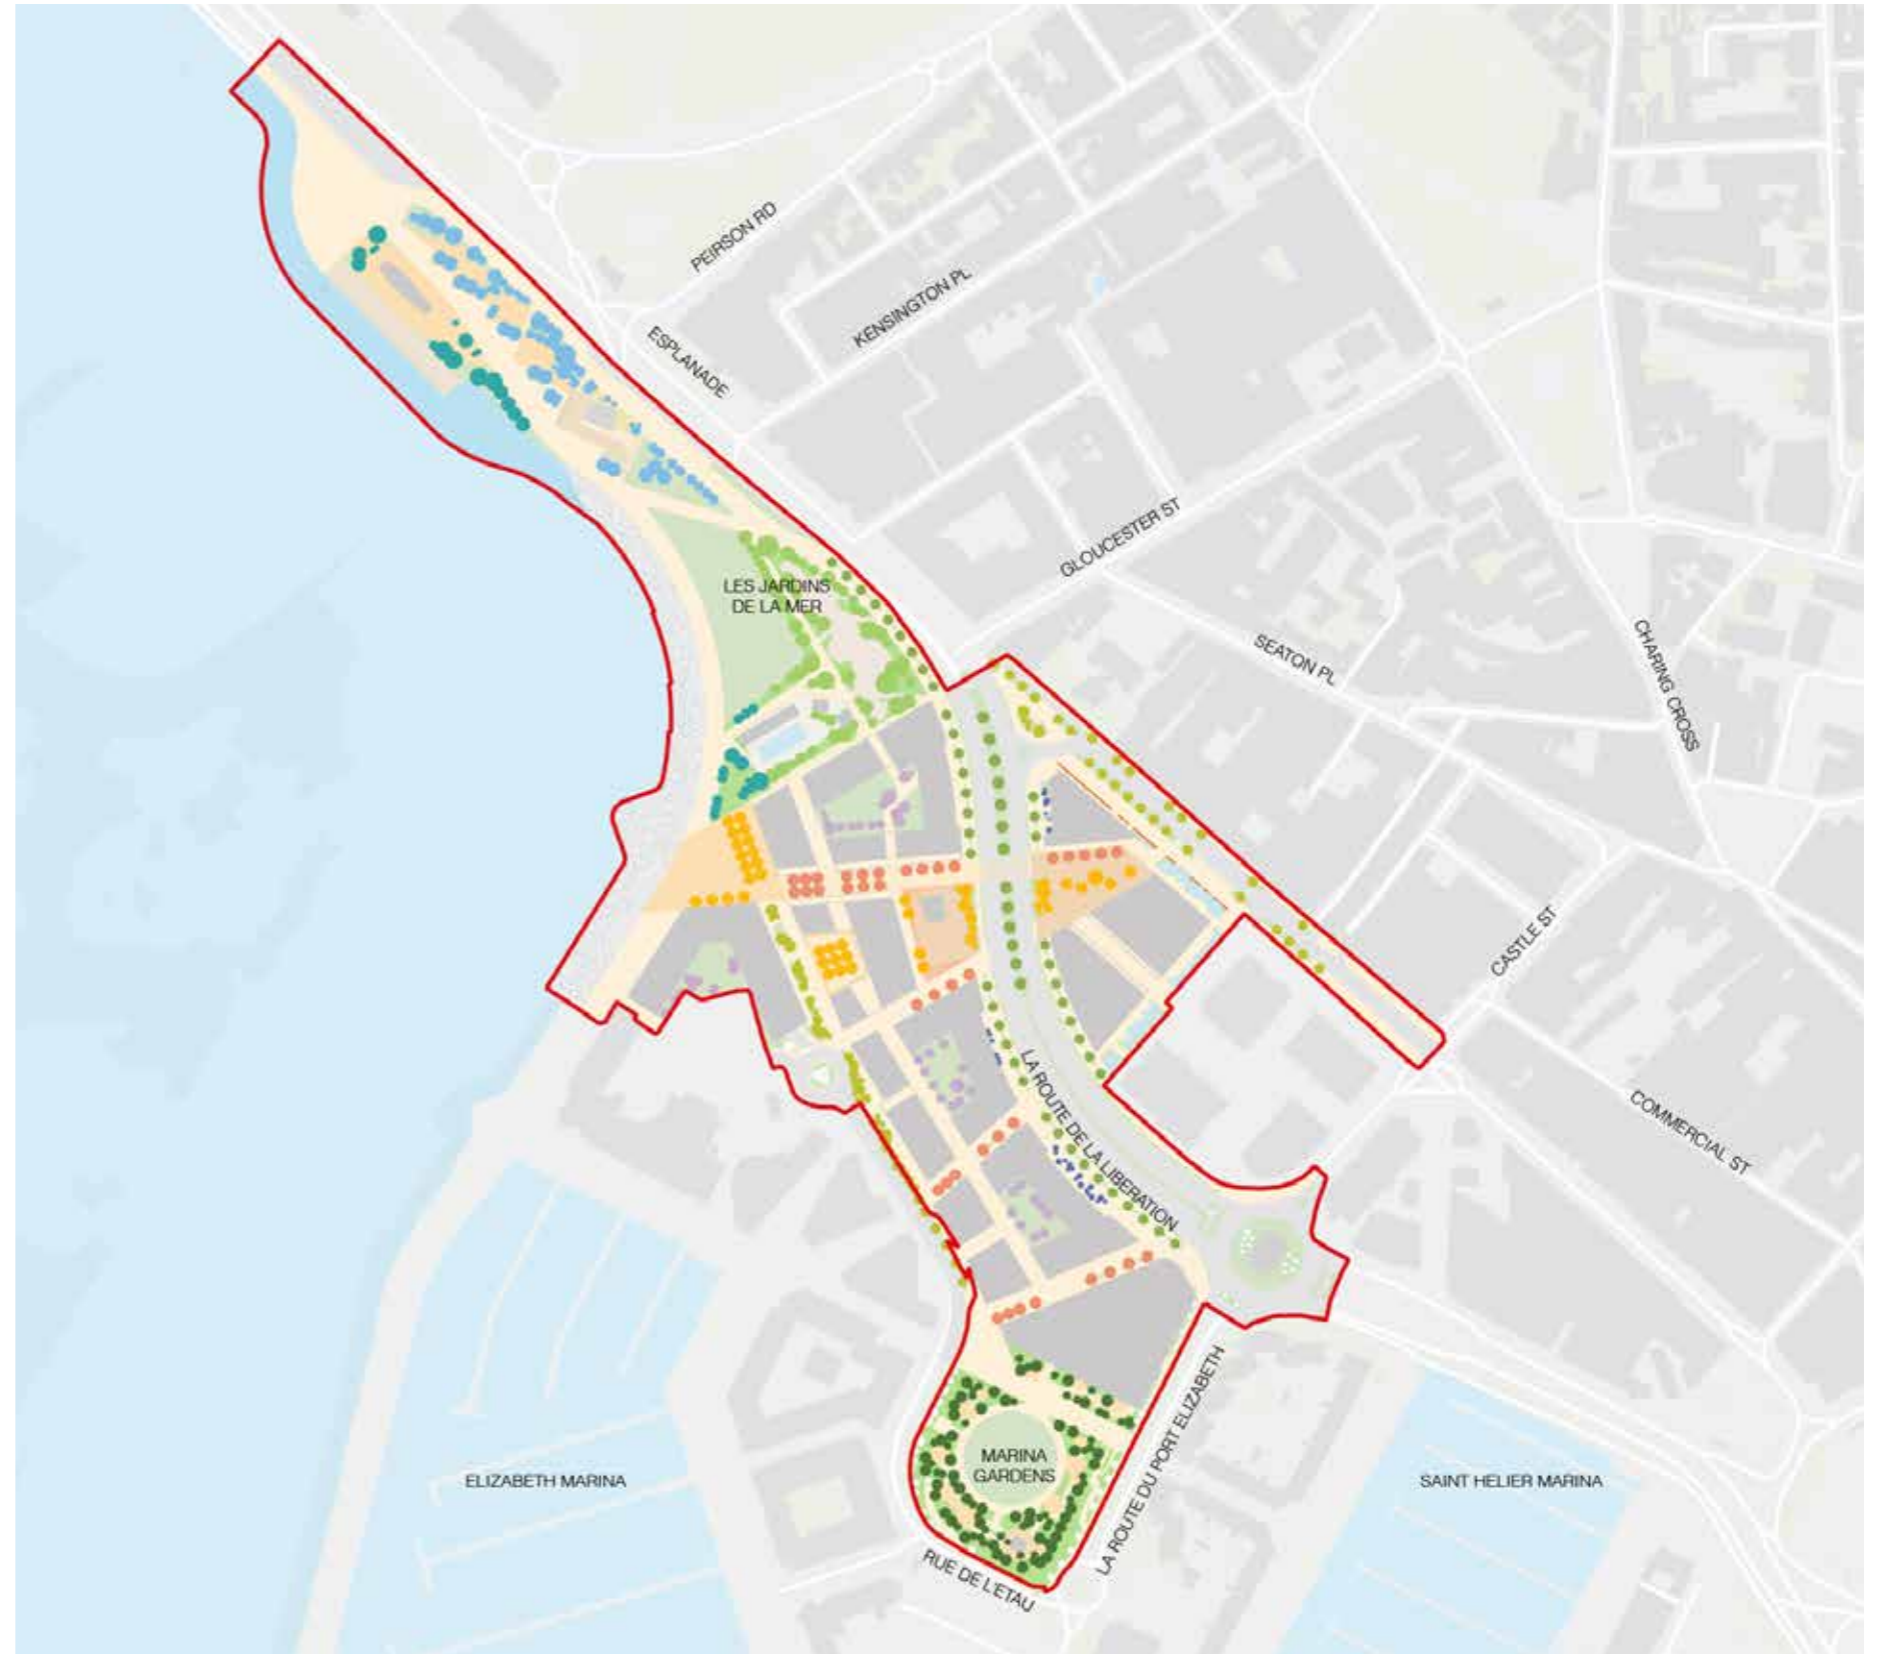 PEIRSON RD
KENSINGTON PL
ESPLANADE
GLOUCESTER ST
LES JARDINS
DE LA MER
SEATON PL
CHARING CROSS
CASTLE ST
LA ROUTE DE LA LIBERATION
COMMERCIAL ST
MARINA
GARDENS
LA ROUTE DU PORT ELIZABETH
ELIZABETH MARINA
SAINT HELIER MARINA
RUE DE L'ETAU